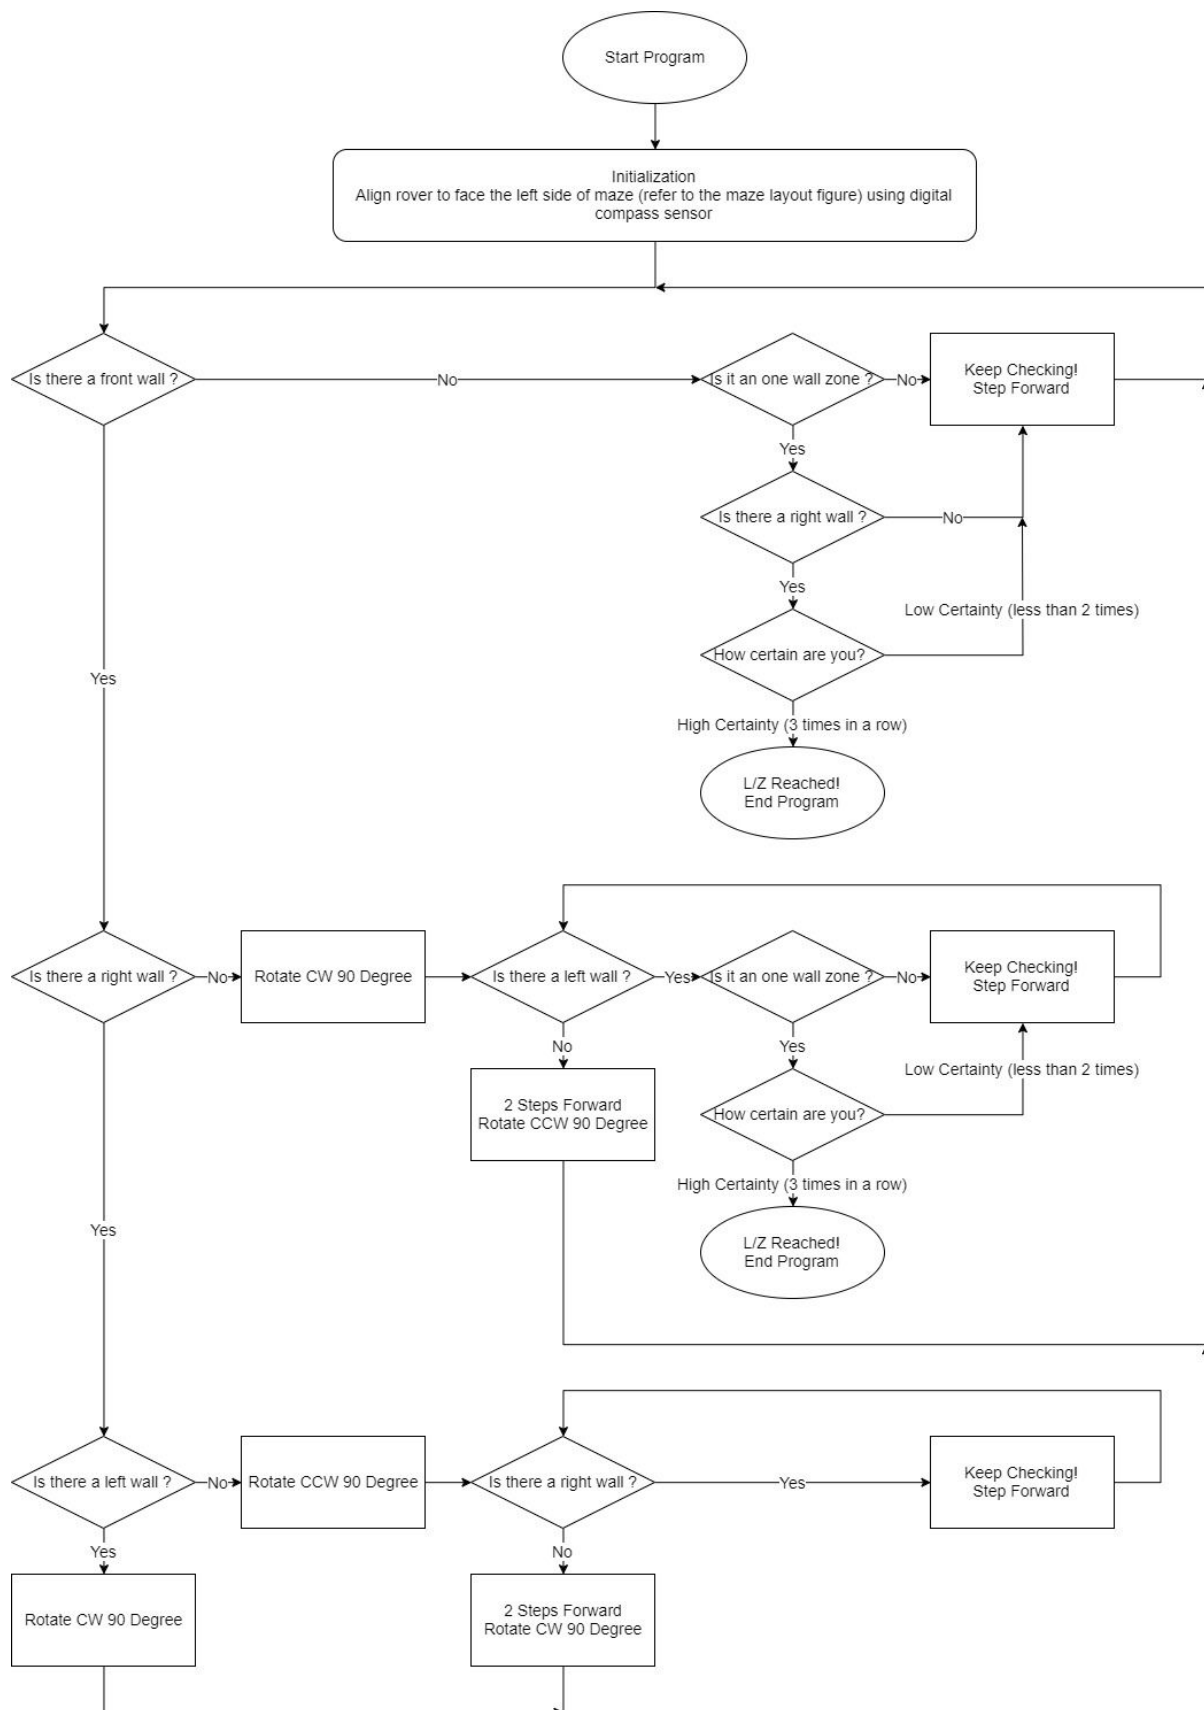 Start Program
Initialization
Align rover to face the left side of maze (refer to the maze layout figure) using digital
compass sensor
Is there a front wall ?
No
Is it an one wall zone ?
No
Keep Checking!
Step Forward
Yes
Is there a right wall ?
No
Yes
Low Certainty (less than 2 times)
How certain are you?
Yes
High Certainty (3 times in a row)
L/Z Reached!
End Program
Is there a right wall ?
No
Rotate CW 90 Degree
Is there a left wall ?
Yes
Is it an one wall zone ?
No
Keep Checking!
Step Forward
No
Yes
Low Certainty (less than 2 times)
2 Steps Forward
Rotate CCW 90 Degree
How certain are you?
High Certainty (3 times in a row)
Yes
L/Z Reached!
End Program
Is there a left wall ?
No
Rotate CCW 90 Degree
Is there a right wall ?
Yes
Keep Checking!
Step Forward
Yes
No
Rotate CW 90 Degree
2 Steps Forward
Rotate CW 90 Degree